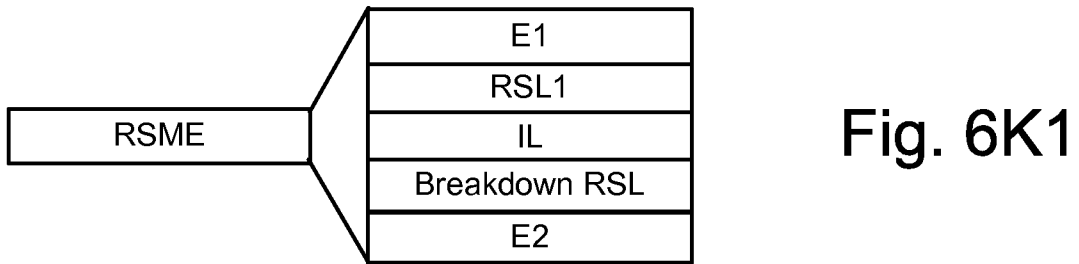 RSME
E1
RSL1
IL
Breakdown RSL
E2
Fig. 6K1